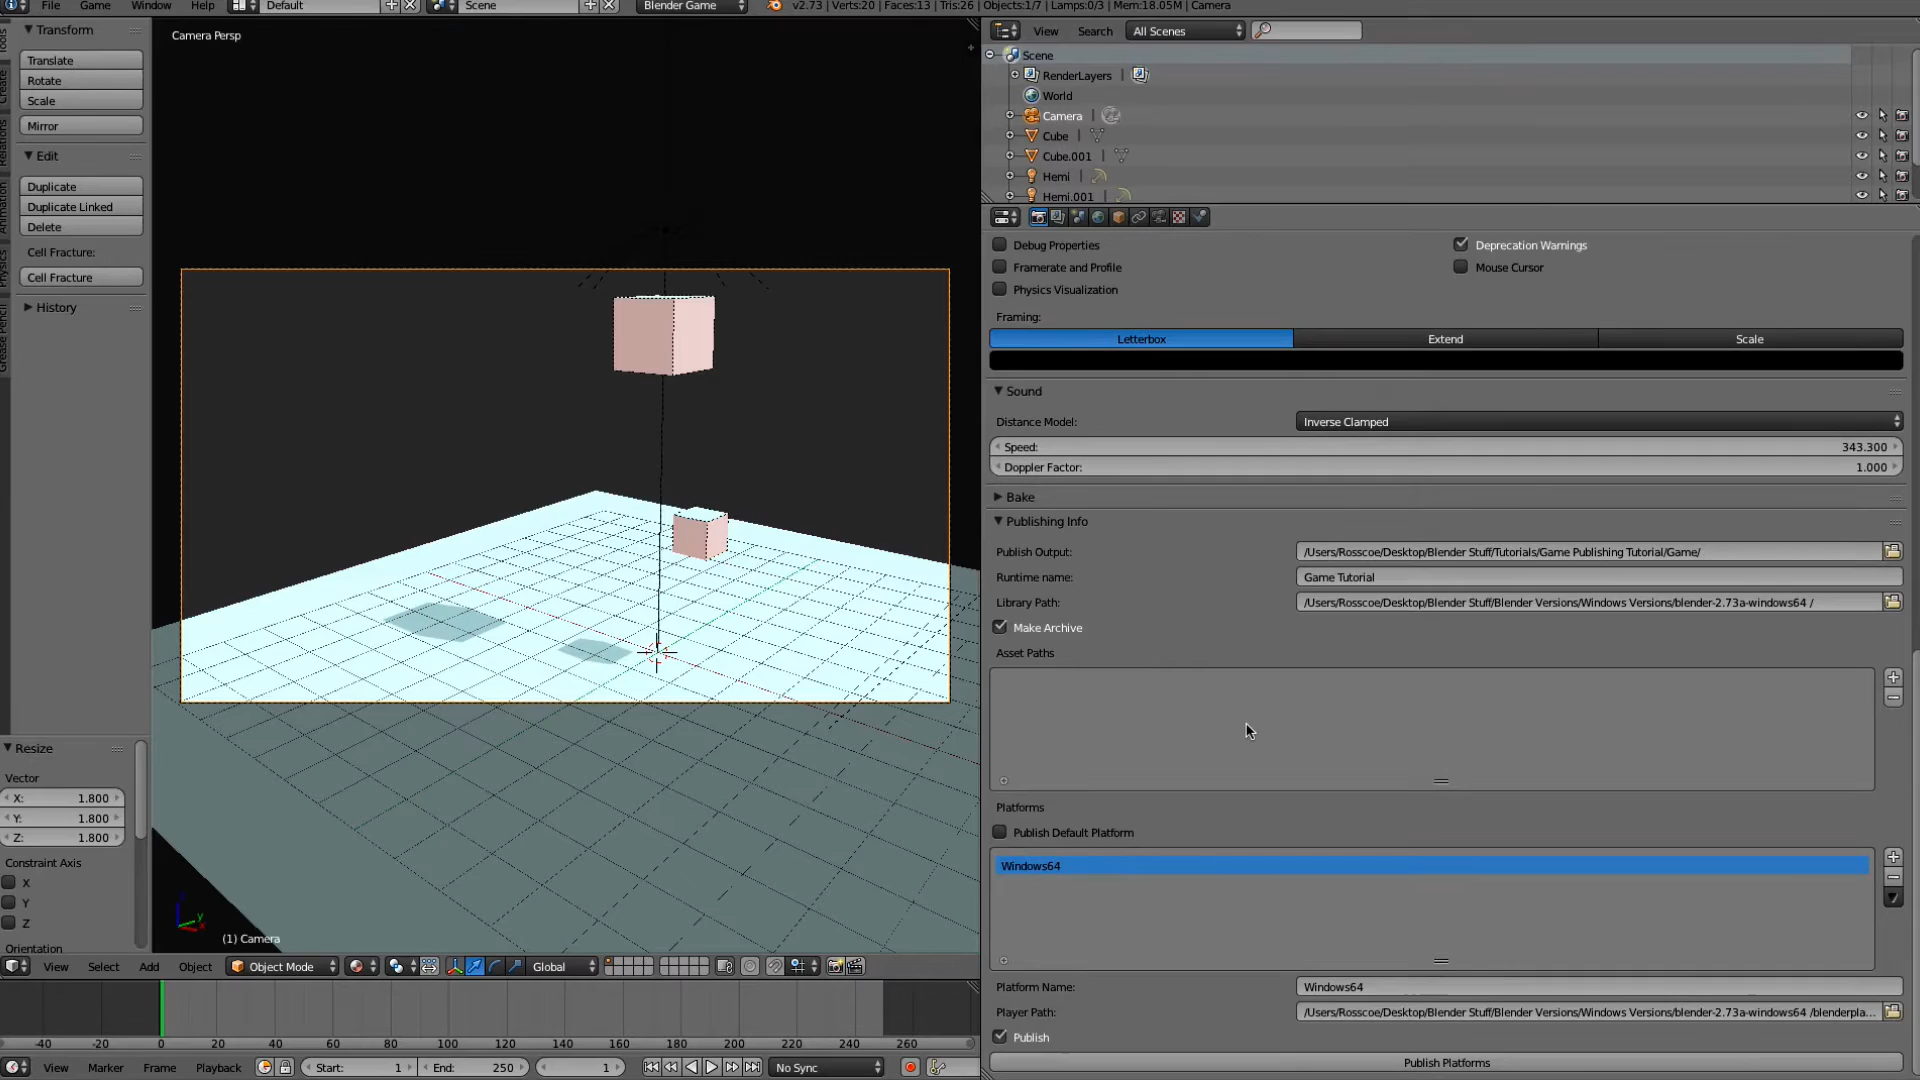 File Game Window Help Default Scene Blender Game v2.73 | Verts:20 | Faces:13 | Tris:26 | Objects:1/7 | Lamps:0/3 | Mem:18.05M | Camera
Transform
Translate
Rotate
Scale
Mirror
Edit
Duplicate
Duplicate Linked
Delete
Cell Fracture:
Cell Fracture
History
Tools
Create
Relations
Animation
Physics
Grease Pencil
Resize
Vector
X: 1.800
Y: 1.800
Z: 1.800
Constraint Axis
X
Y
Z
Orientation
Camera Persp
z
y
x
(1) Camera
View Select Add Object Object Mode Global
-40 -20 0 20 40 60 80 100 120 140 160 180 200 220 240 260
View Marker Frame Playback Start: 1 End: 250 1 No Sync
View Search All Scenes
Scene
RenderLayers |
World
Camera |
Cube |
Cube.001 |
Hemi |
Hemi.001 |
Debug Properties Deprecation Warnings
Framerate and Profile Mouse Cursor
Physics Visualization
Framing:
Letterbox Extend Scale
Sound
Distance Model: Inverse Clamped
Speed: 343.300
Doppler Factor: 1.000
Bake
Publishing Info
Publish Output: /Users/Rosscoe/Desktop/Blender Stuff/Tutorials/Game Publishing Tutorial/Game/
Runtime name: Game Tutorial
Library Path: /Users/Rosscoe/Desktop/Blender Stuff/Blender Versions/Windows Versions/blender-2.73a-windows64 /
Make Archive
Asset Paths
Platforms
Publish Default Platform
Windows64
Platform Name: Windows64
Player Path: /Users/Rosscoe/Desktop/Blender Stuff/Blender Versions/Windows Versions/blender-2.73a-windows64 /blenderpla...
Publish
Publish Platforms